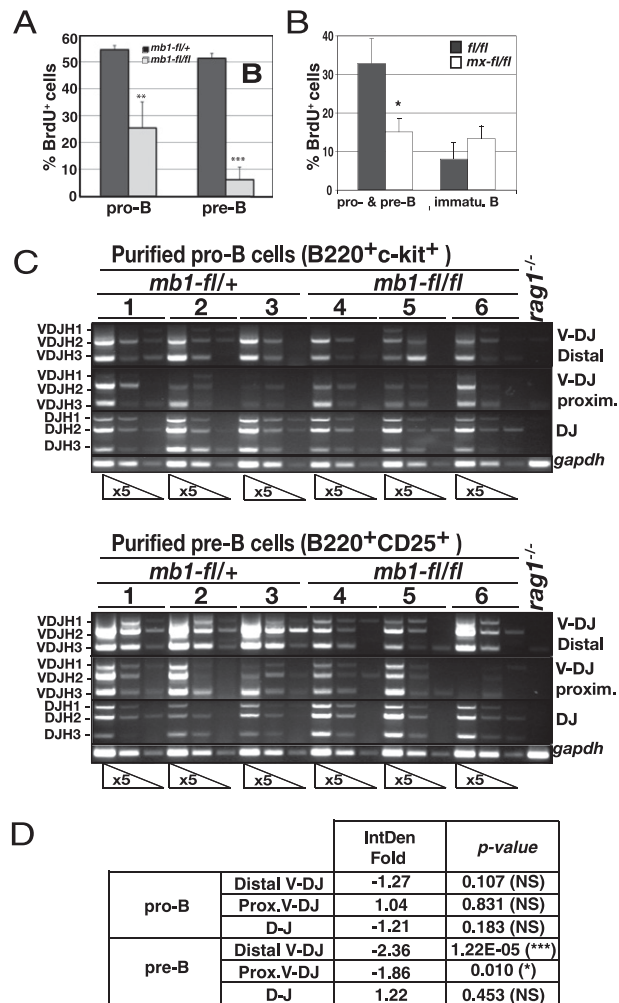 A
60
50
40
30
20
10
0
% BrdU+ cells
mb1-fl/+
mb1-fl/fl
B
**
***
pro-B
pre-B
B
40
30
20
10
0
% BrdU+ cells
fl/fl
mx-fl/fl
*
pro- & pre-B
immatu. B
C
Purified pro-B cells (B220+c-kit+)
mb1-fl/+ mb1-fl/fl
1 2 3 4 5 6 rag1-/-
VDJH1
VDJH2
VDJH3
V-DJ
Distal
VDJH1
VDJH2
VDJH3
V-DJ
proxim.
DJH1
DJH2
DJH3
DJ
gapdh
x5 x5 x5 x5 x5 x5
Purified pre-B cells (B220+CD25+ )
mb1-fl/+ mb1-fl/fl
1 2 3 4 5 6 rag1-/-
VDJH1
VDJH2
VDJH3
V-DJ
Distal
VDJH1
VDJH2
VDJH3
V-DJ
proxim.
DJH1
DJH2
DJH3
DJ
gapdh
x5 x5 x5 x5 x5 x5
D
IntDen Fold p-value
pro-B Distal V-DJ -1.27 0.107 (NS)
Prox.V-DJ 1.04 0.831 (NS)
D-J -1.21 0.183 (NS)
pre-B Distal V-DJ -2.36 1.22E-05 (***)
Prox.V-DJ -1.86 0.010 (*)
D-J 1.22 0.453 (NS)